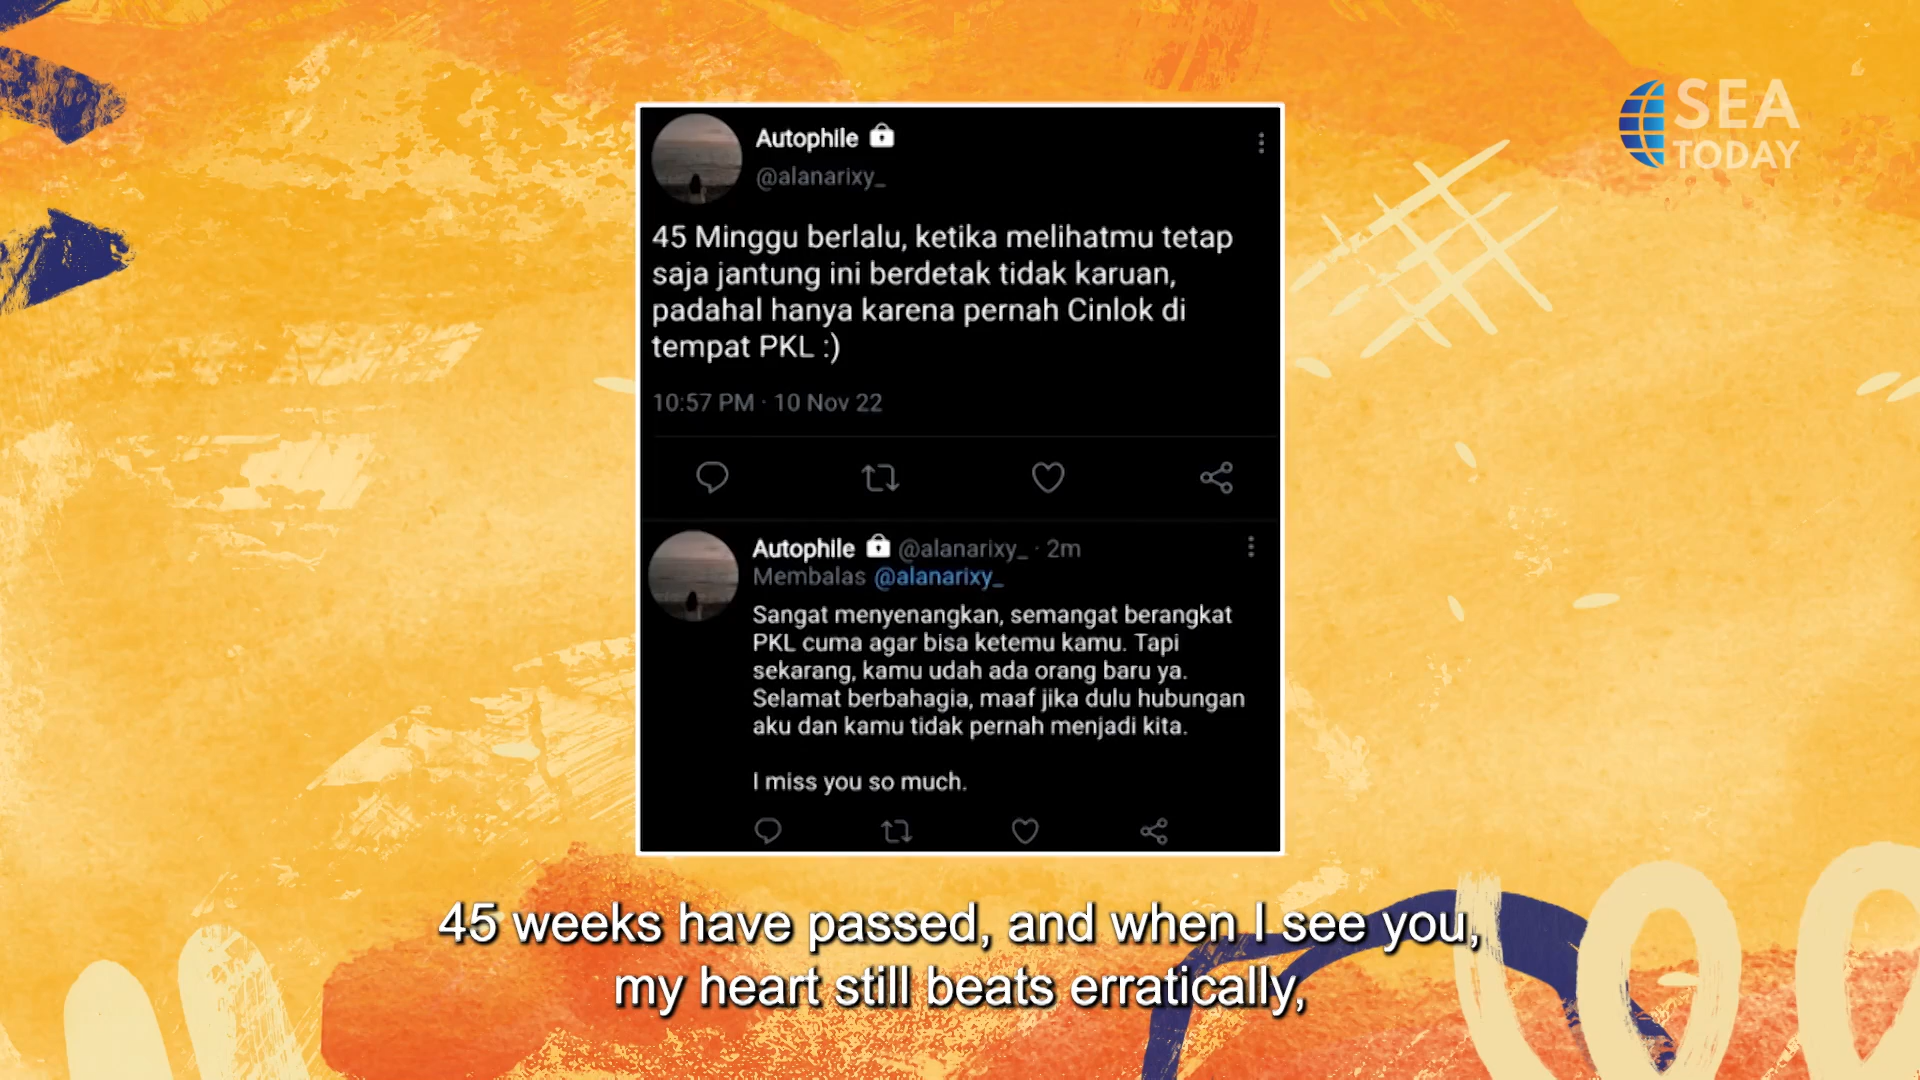 SEA
TODAY
Autophile
@alanarixy_
45 Minggu berlalu, ketika melihatmu tetap
saja jantung ini berdetak tidak karuan,
padahal hanya karena pernah Cinlok di
tempat PKL :)
10:57 PM · 10 Nov 22
Autophile @alanarixy_ · 2m
Membalas @alanarixy_
Sangat menyenangkan, semangat berangkat
PKL cuma agar bisa ketemu kamu. Tapi
sekarang, kamu udah ada orang baru ya.
Selamat berbahagia, maaf jika dulu hubungan
aku dan kamu tidak pernah menjadi kita.
I miss you so much.
45 weeks have passed, and when I see you,
my heart still beats erratically,